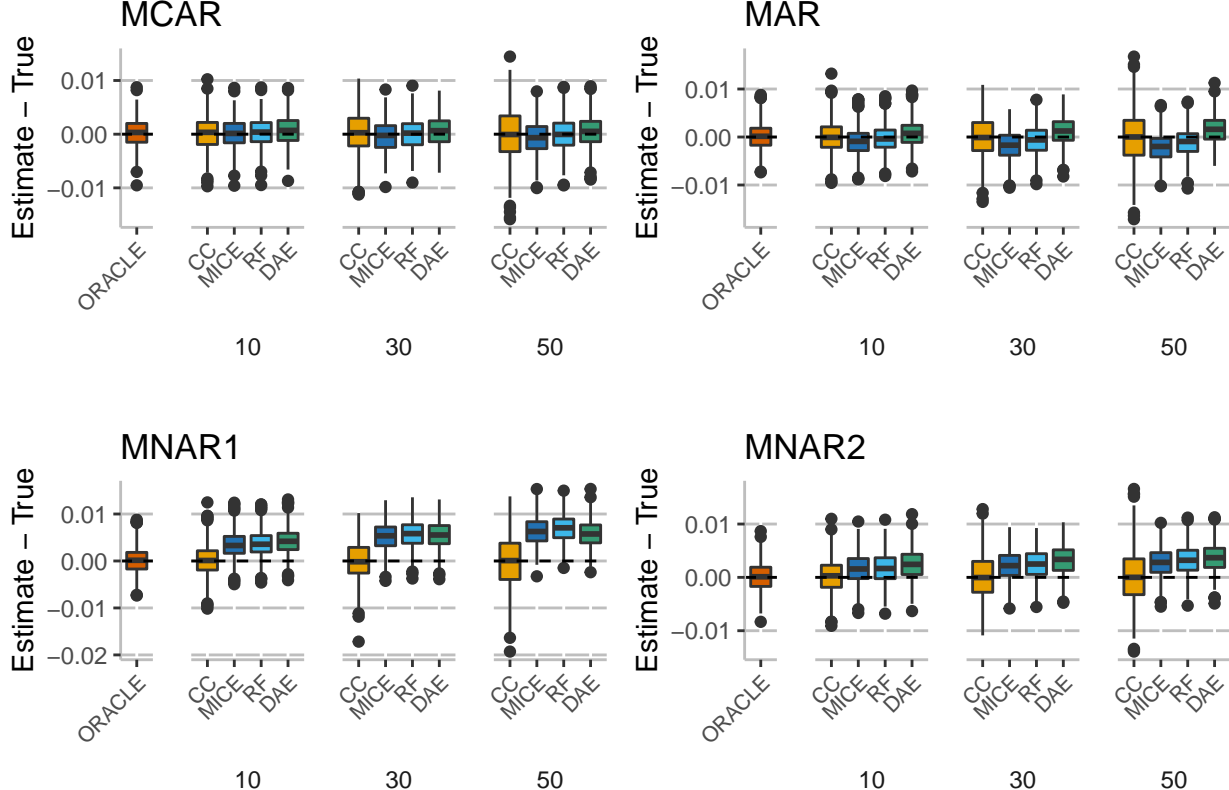 MCAR
Estimate − True
0.01
0.00
−0.01
ORACLE
CC
MICE
RF
DAE
CC
MICE
RF
DAE
CC
MICE
RF
DAE
10
30
50
MAR
Estimate − True
0.01
0.00
−0.01
ORACLE
CC
MICE
RF
DAE
CC
MICE
RF
DAE
CC
MICE
RF
DAE
10
30
50
MNAR1
Estimate − True
0.01
0.00
−0.01
−0.02
ORACLE
CC
MICE
RF
DAE
CC
MICE
RF
DAE
CC
MICE
RF
DAE
10
30
50
MNAR2
Estimate − True
0.01
0.00
−0.01
ORACLE
CC
MICE
RF
DAE
CC
MICE
RF
DAE
CC
MICE
RF
DAE
10
30
50